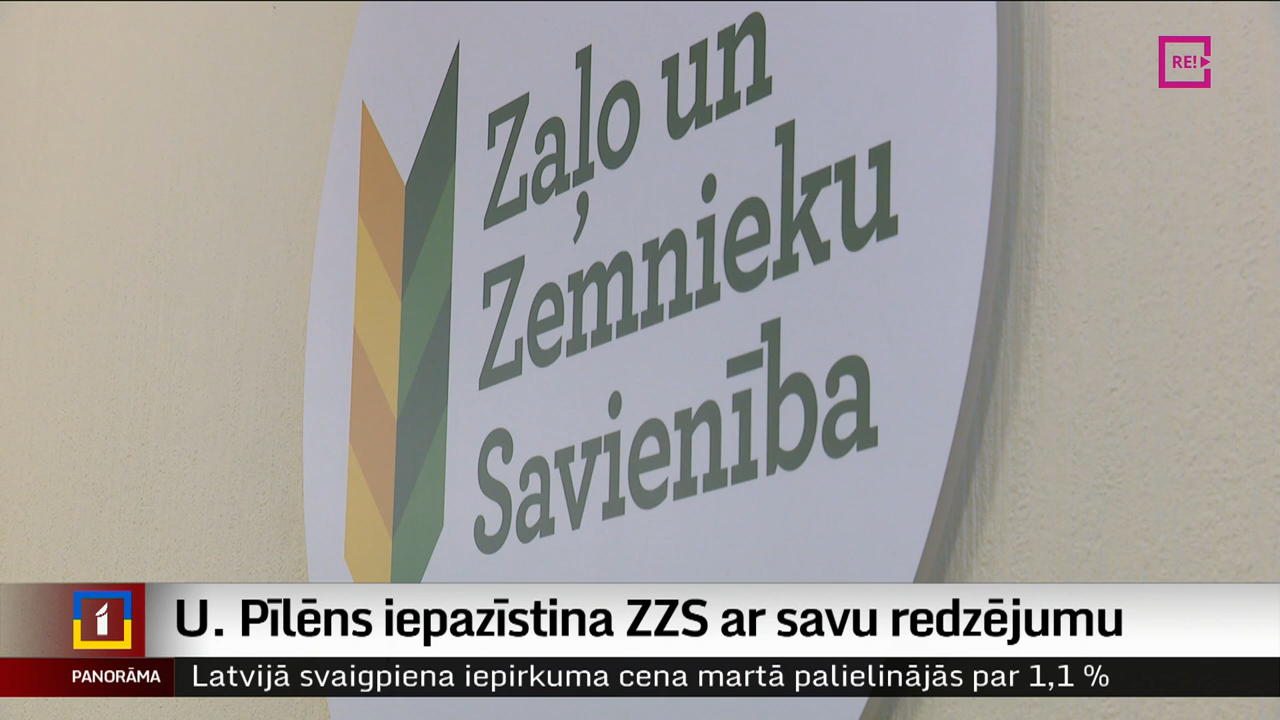 RE!
Zaļo un
Zemnieku
Savienība
1
U. Pīlēns iepazīstina ZZS ar savu redzējumu
PANORĀMA
Latvijā svaigpiena iepirkuma cena martā palielinājās par 1,1 %